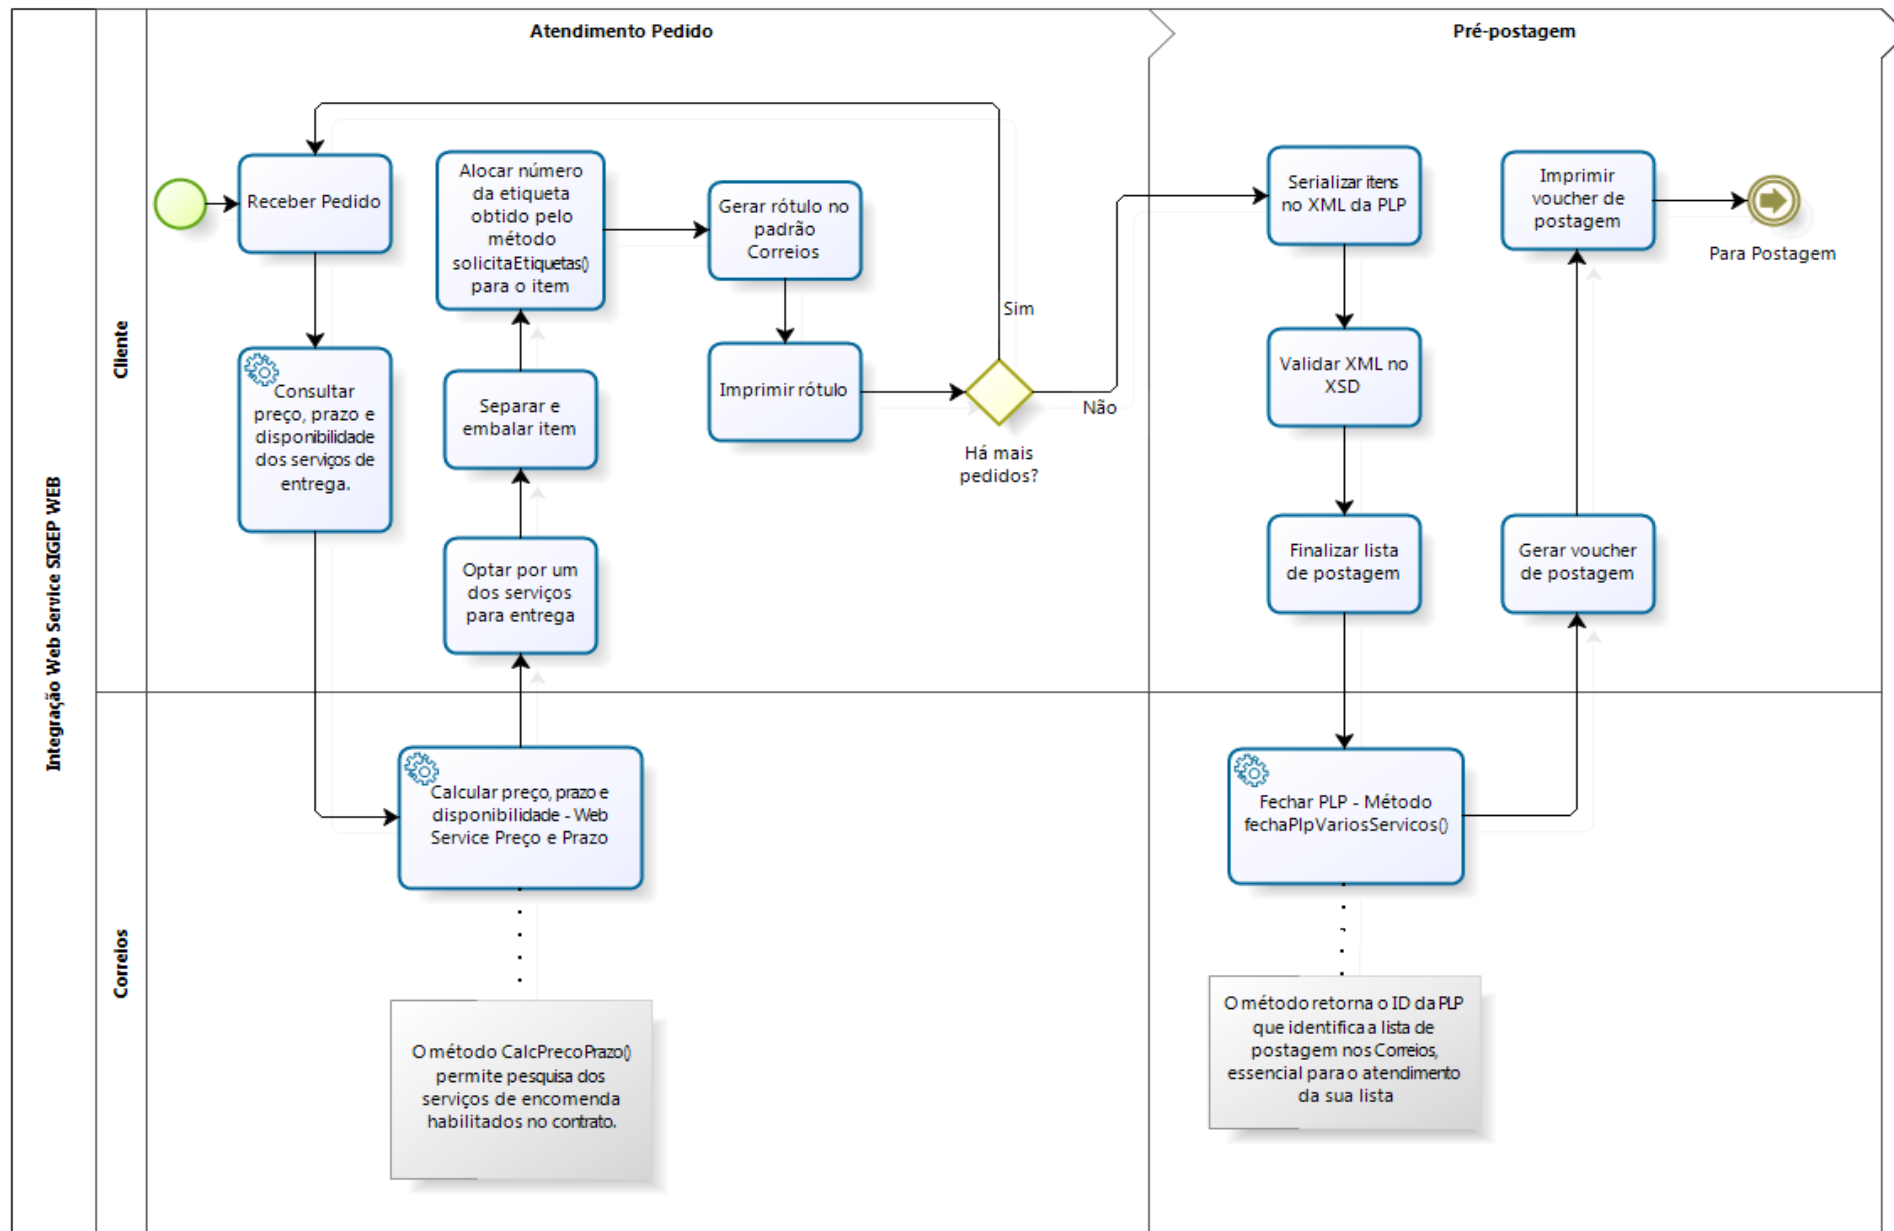 Atendimento Pedido
Pré-postagem
Integração Web Service SIGEP WEB
Cliente
Correios
Receber Pedido
Consultar
preço, prazo e
disponibilidade
dos serviços de
entrega.
Calcular preço, prazo e
disponibilidade - Web
Service Preço e Prazo
O método CalcPrecoPrazo()
permite pesquisa dos
serviços de encomenda
habilitados no contrato.
Optar por um
dos serviços
para entrega
Separar e
embalar item
Alocar número
da etiqueta
obtido pelo
método
solicitaEtiquetas()
para o item
Gerar rótulo no
padrão
Correios
Imprimir rótulo
Há mais
pedidos?
Sim
Não
Serializar itens
no XML da PLP
Validar XML no
XSD
Finalizar lista
de postagem
Fechar PLP - Método
fechaPlpVariosServicos()
O método retorna o ID da PLP
que identifica a lista de
postagem nos Correios,
essencial para o atendimento
da sua lista
Gerar voucher
de postagem
Imprimir
voucher de
postagem
Para Postagem